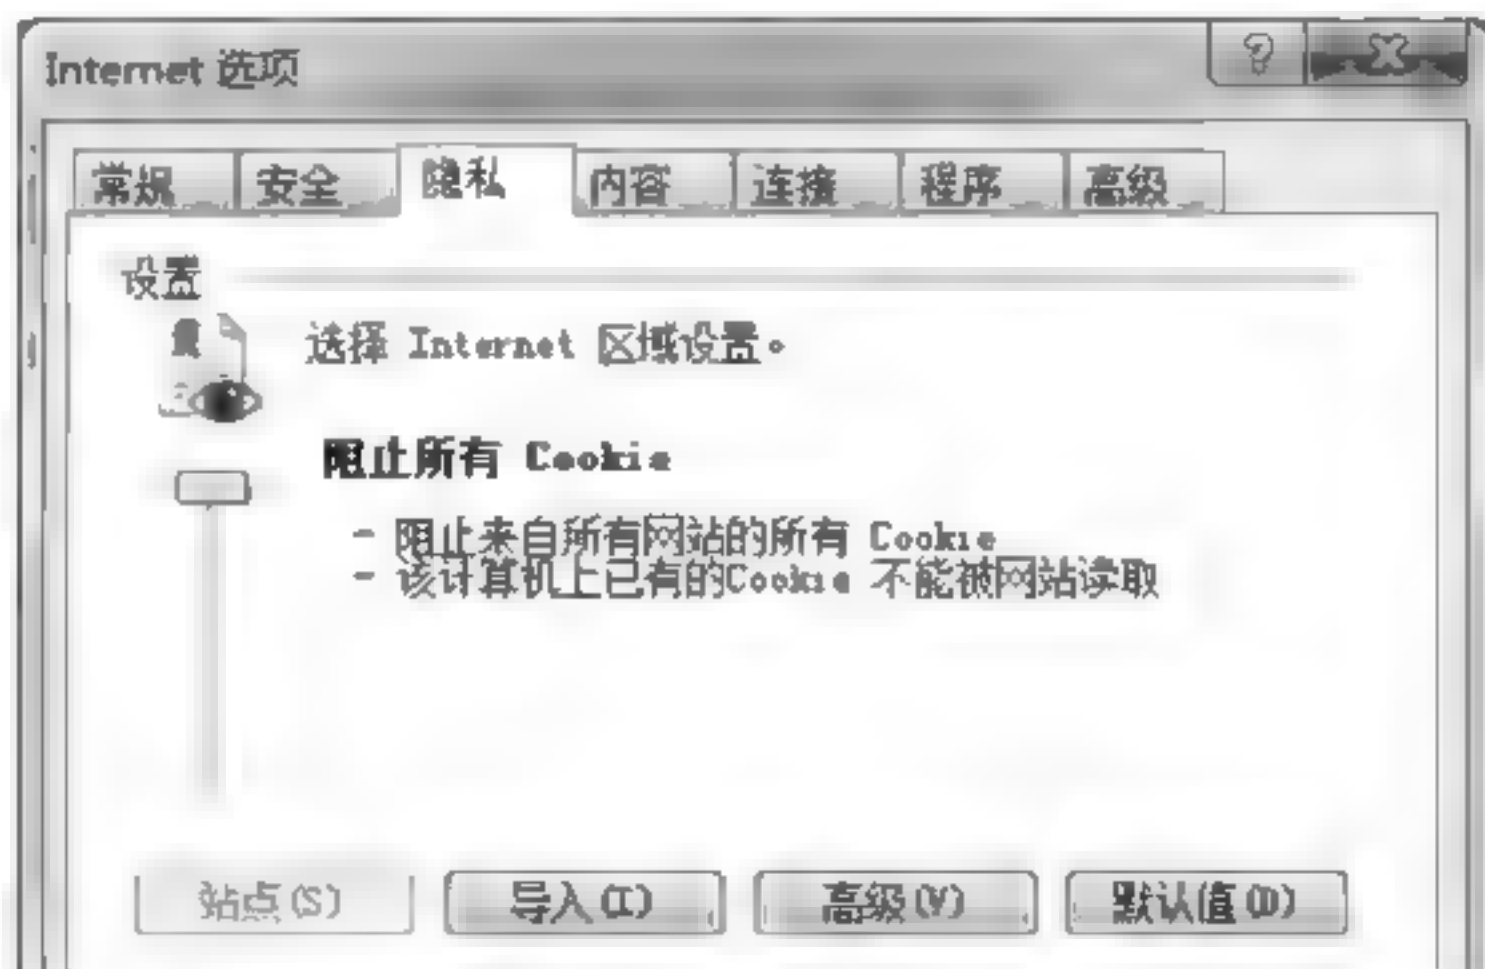 Internet 选项
常规 安全 隐私 内容 连接 程序 高级
设置
选择 Internet 区域设置。
阻止所有 Cookie
- 阻止来自所有网站的所有 Cookie
- 该计算机上已有的Cookie 不能被网站读取
站点(S) 导入(I) 高级(V) 默认值(D)